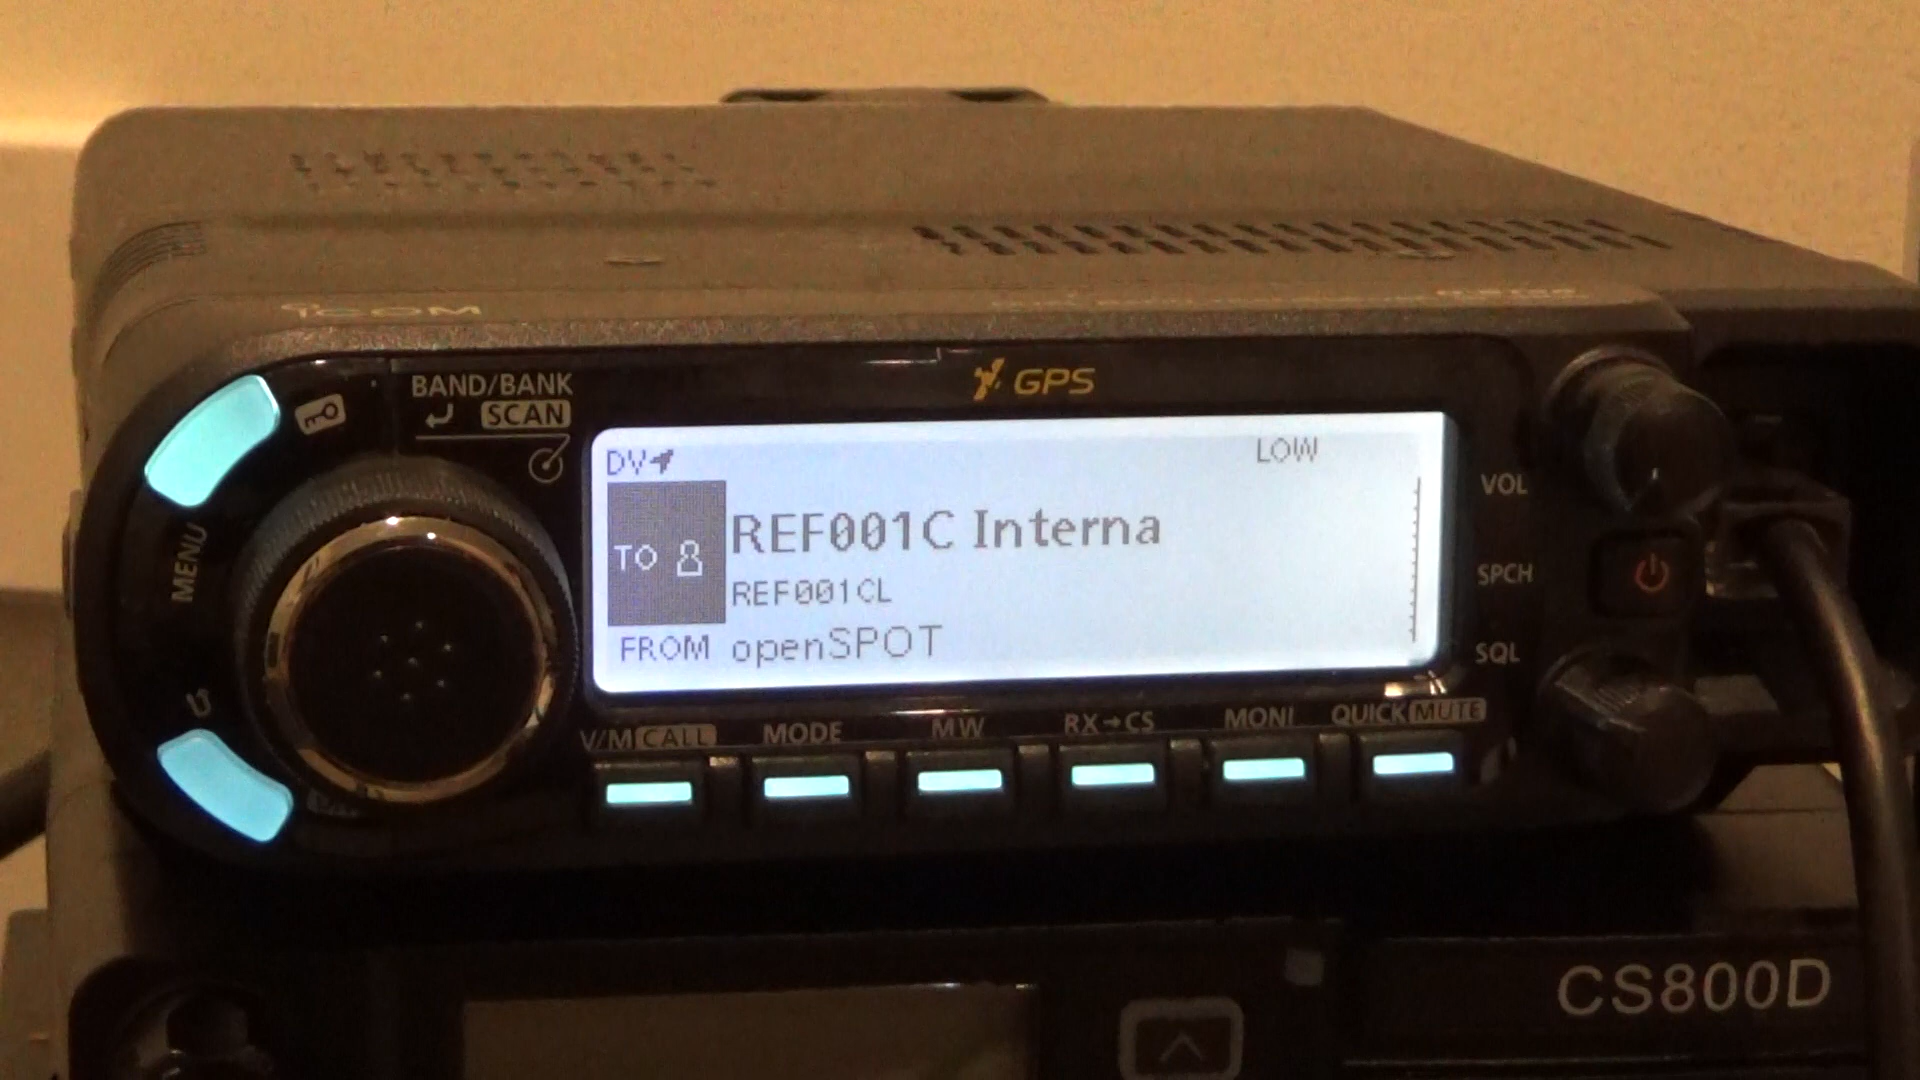 ICOM
GPS
BAND/BANK
SCAN
MENU
DV
LOW
TO
REF001C Interna
REF001CL
FROM openSPOT
VOL
SPCH
SQL
V/M CALL
MODE
MW
RX→CS
MONI
QUICK MUTE
CS800D